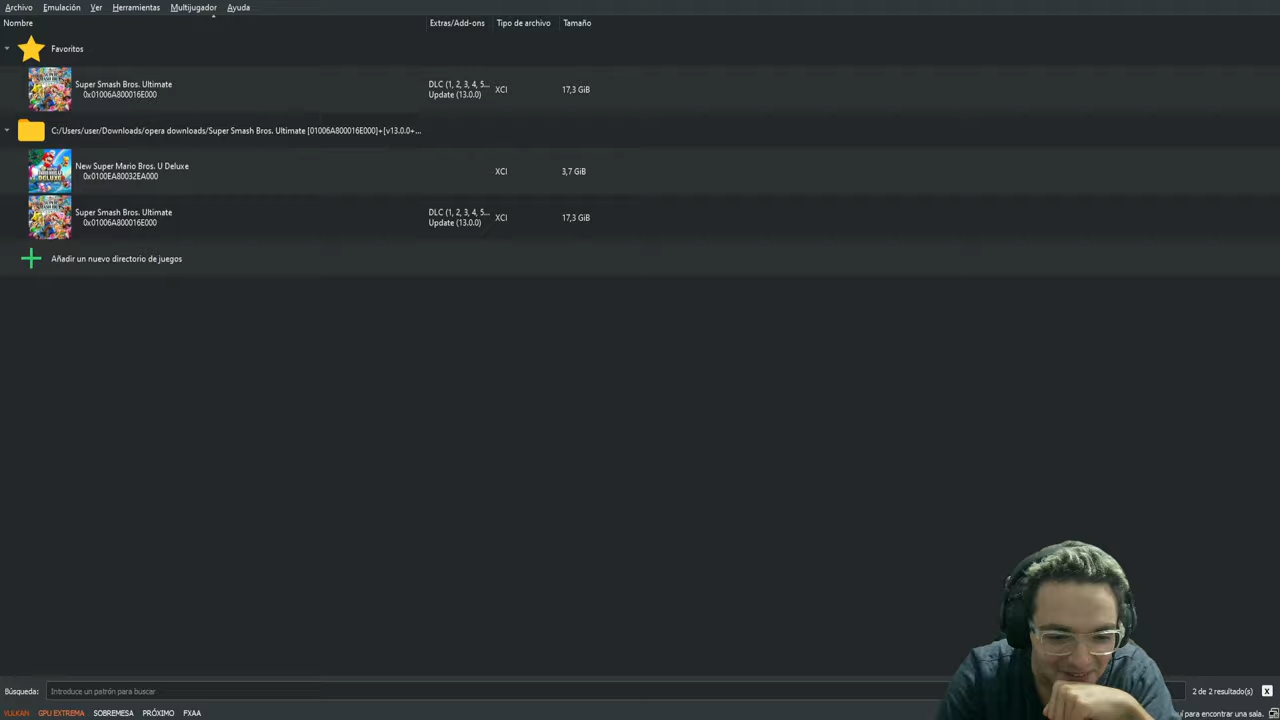 Archivo Emulación Ver Herramientas Multijugador Ayuda
Nombre Extras/Add-ons Tipo de archivo Tamaño
Favoritos
Super Smash Bros. Ultimate
0x01006A800016E000
DLC (1, 2, 3, 4, 5...
Update (13.0.0)
XCI
17,3 GiB
C:/Users/user/Downloads/opera downloads/Super Smash Bros. Ultimate [01006A800016E000]+[v13.0.0+...
New Super Mario Bros. U Deluxe
0x0100EA80032EA000
XCI
3,7 GiB
Super Smash Bros. Ultimate
0x01006A800016E000
DLC (1, 2, 3, 4, 5...
Update (13.0.0)
XCI
17,3 GiB
Añadir un nuevo directorio de juegos
Búsqueda: Introduce un patrón para buscar 2 de 2 resultado(s) X
VULKAN GPU EXTREMA SOBREMESA PRÓXIMO FXAA para encontrar una sala.